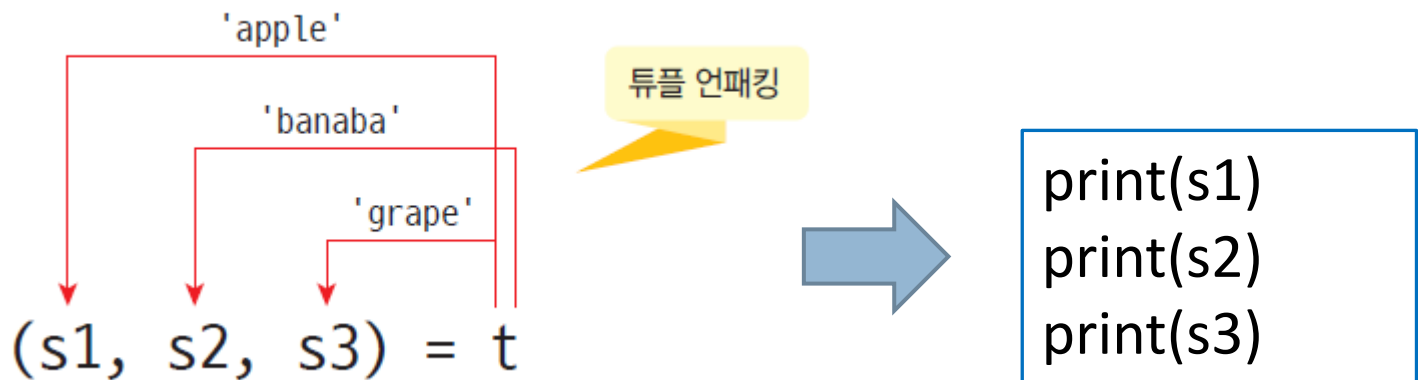 'apple'
튜플 언패킹
'banaba'
'grape'
(s1, s2, s3) = t
print(s1)
print(s2)
print(s3)